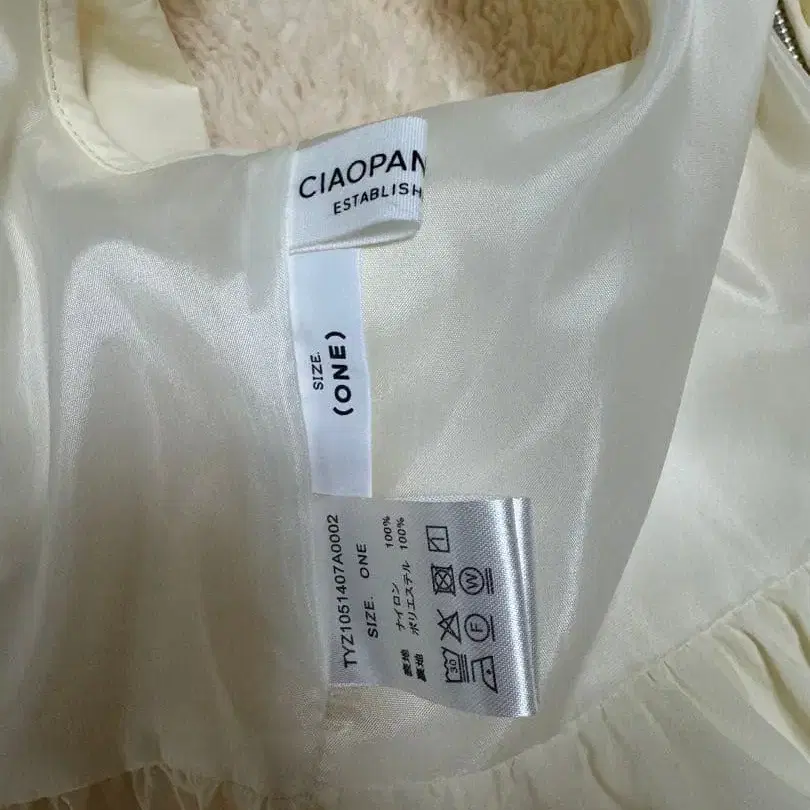 CIAOPAN
ESTABLISH
SIZE.
(ONE)
TYZ1051407A0002
SIZE. ONE
表地 ナイロン 100%
裏地 ポリエステル 100%
30
W
F
1